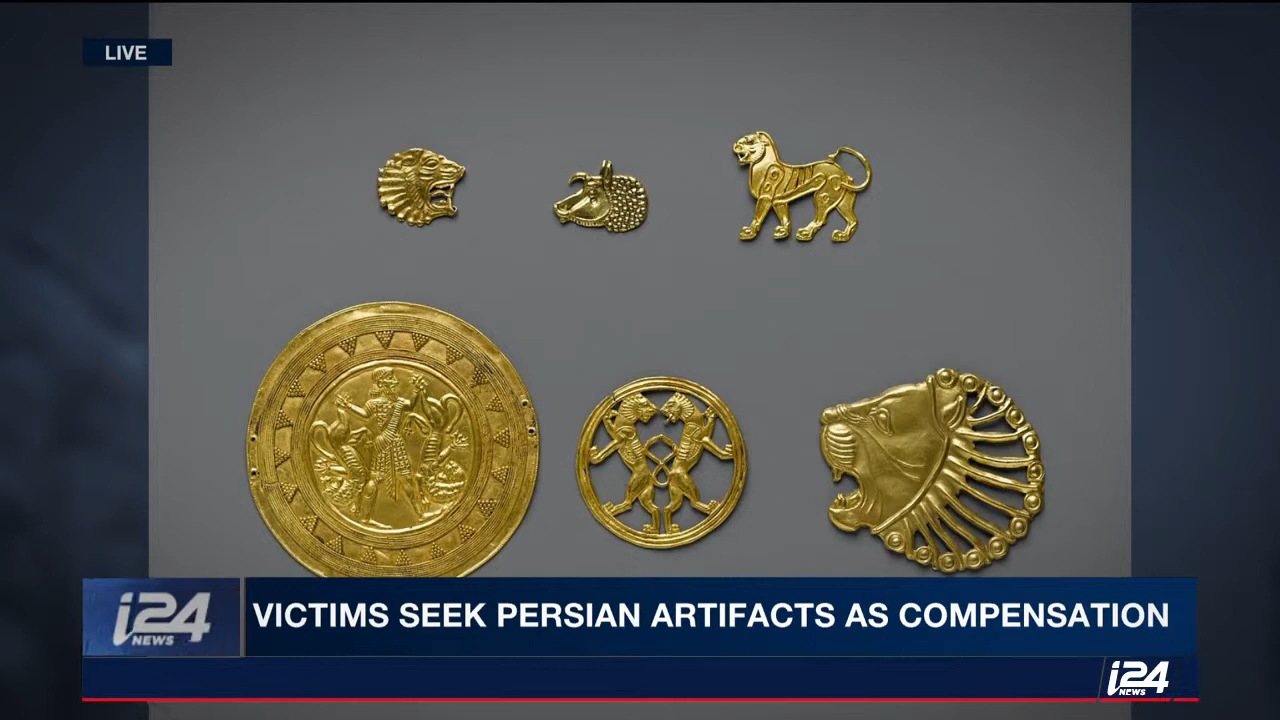 LIVE
i24
NEWS
VICTIMS SEEK PERSIAN ARTIFACTS AS COMPENSATION
i24
NEWS